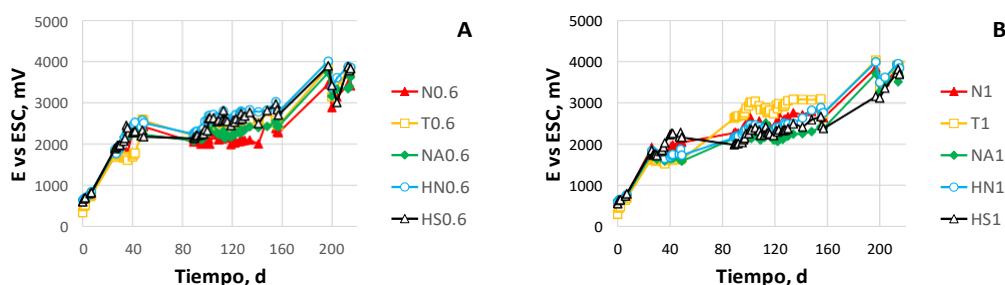 A
E vs ESC, mV
5000
4000
3000
2000
1000
0
0 40 80 120 160 200
Tiempo, d
N0.6
T0.6
NA0.6
HN0.6
HS0.6
B
E vs ESC, mV
5000
4000
3000
2000
1000
0
0 40 80 120 160 200
Tiempo, d
N1
T1
NA1
HN1
HS1